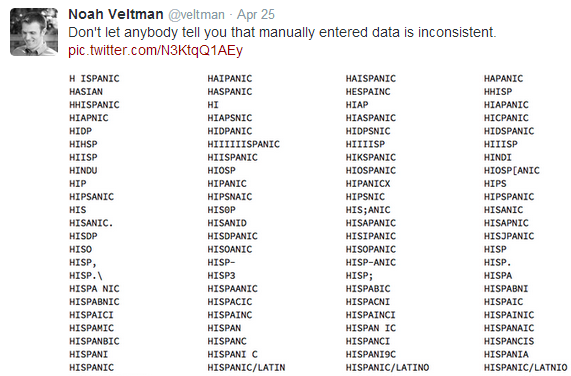 Noah Veltman @veltman · Apr 25
Don't let anybody tell you that manually entered data is inconsistent.
pic.twitter.com/N3KtqQ1AEy
H ISPANIC HAIPANIC HAISPANIC HAPANIC
HASIAN HASPANIC HESPAINC HHISP
HHISPANIC HI HIAP HIAPANIC
HIAPNIC HIAPSNIC HIASPANIC HICPANIC
HIDP HIDPANIC HIDPSNIC HIDSPANIC
HIHSP HIIIIIISPANIC HIIIISP HIIISP
HIISP HIISPANIC HIKSPANIC HINDI
HINDU HIOSP HIOSPANIC HIOSP[ANIC
HIP HIPANIC HIPANICX HIPS
HIPSANIC HIPSNAIC HIPSNIC HIPSPANIC
HIS HIS0P HIS;ANIC HISANIC
HISANIC. HISANID HISAPANIC HISAPNIC
HISDP HISDPANIC HISIPANIC HISJPANIC
HISO HISOANIC HISOPANIC HISP
HISP, HISP- HISP-ANIC HISP.
HISP.\ HISP3 HISP; HISPA
HISPA NIC HISPAANIC HISPABIC HISPABNI
HISPABNIC HISPACIC HISPACNI HISPAIC
HISPAICI HISPAINC HISPAINCI HISPAINIC
HISPAMIC HISPAN HISPAN IC HISPANAIC
HISPANBIC HISPANC HISPANCI HISPANCIS
HISPANI HISPANI C HISPANI9C HISPANIA
HISPANIC HISPANIC/LATIN HISPANIC/LATINO HISPANIC/LATNIO